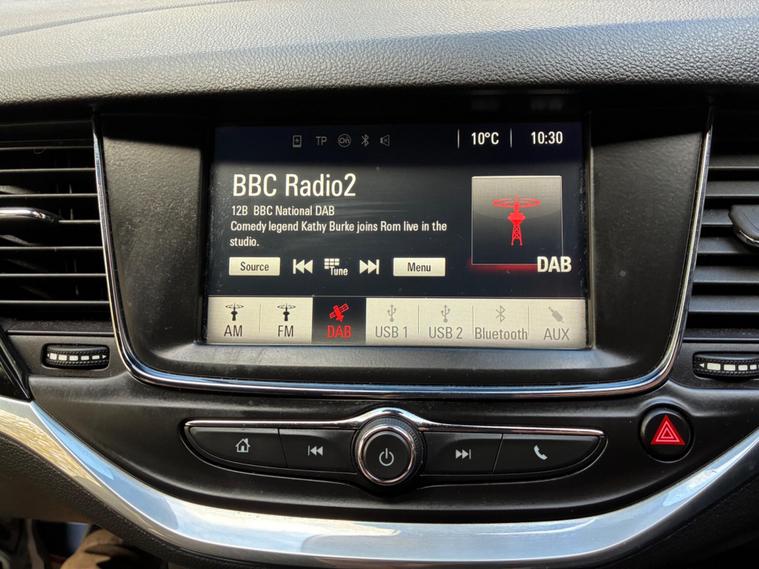 TP On 10°C 10:30
BBC Radio2
12B BBC National DAB
Comedy legend Kathy Burke joins Rom live in the
studio.
DAB
Source Tune Menu
AM FM DAB USB 1 USB 2 Bluetooth AUX